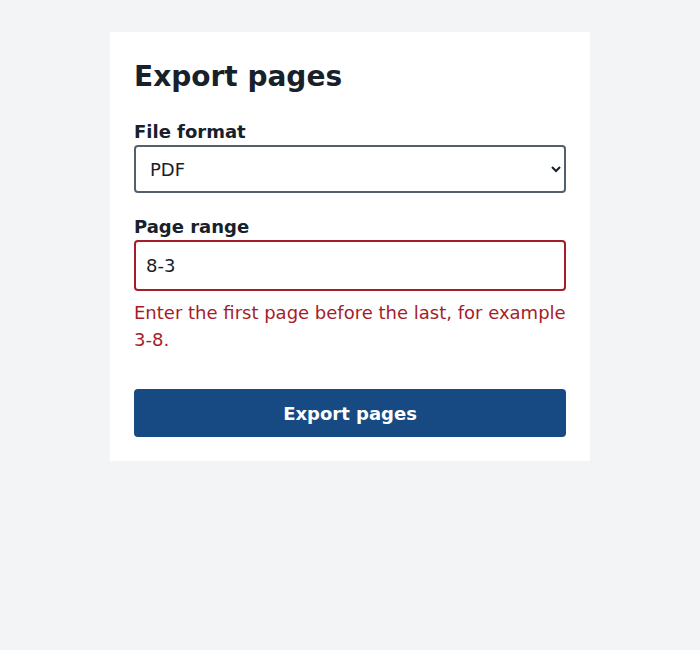 Export pages
File format
PDF
Page range
8-3
Enter the first page before the last, for example
3-8.
Export pages